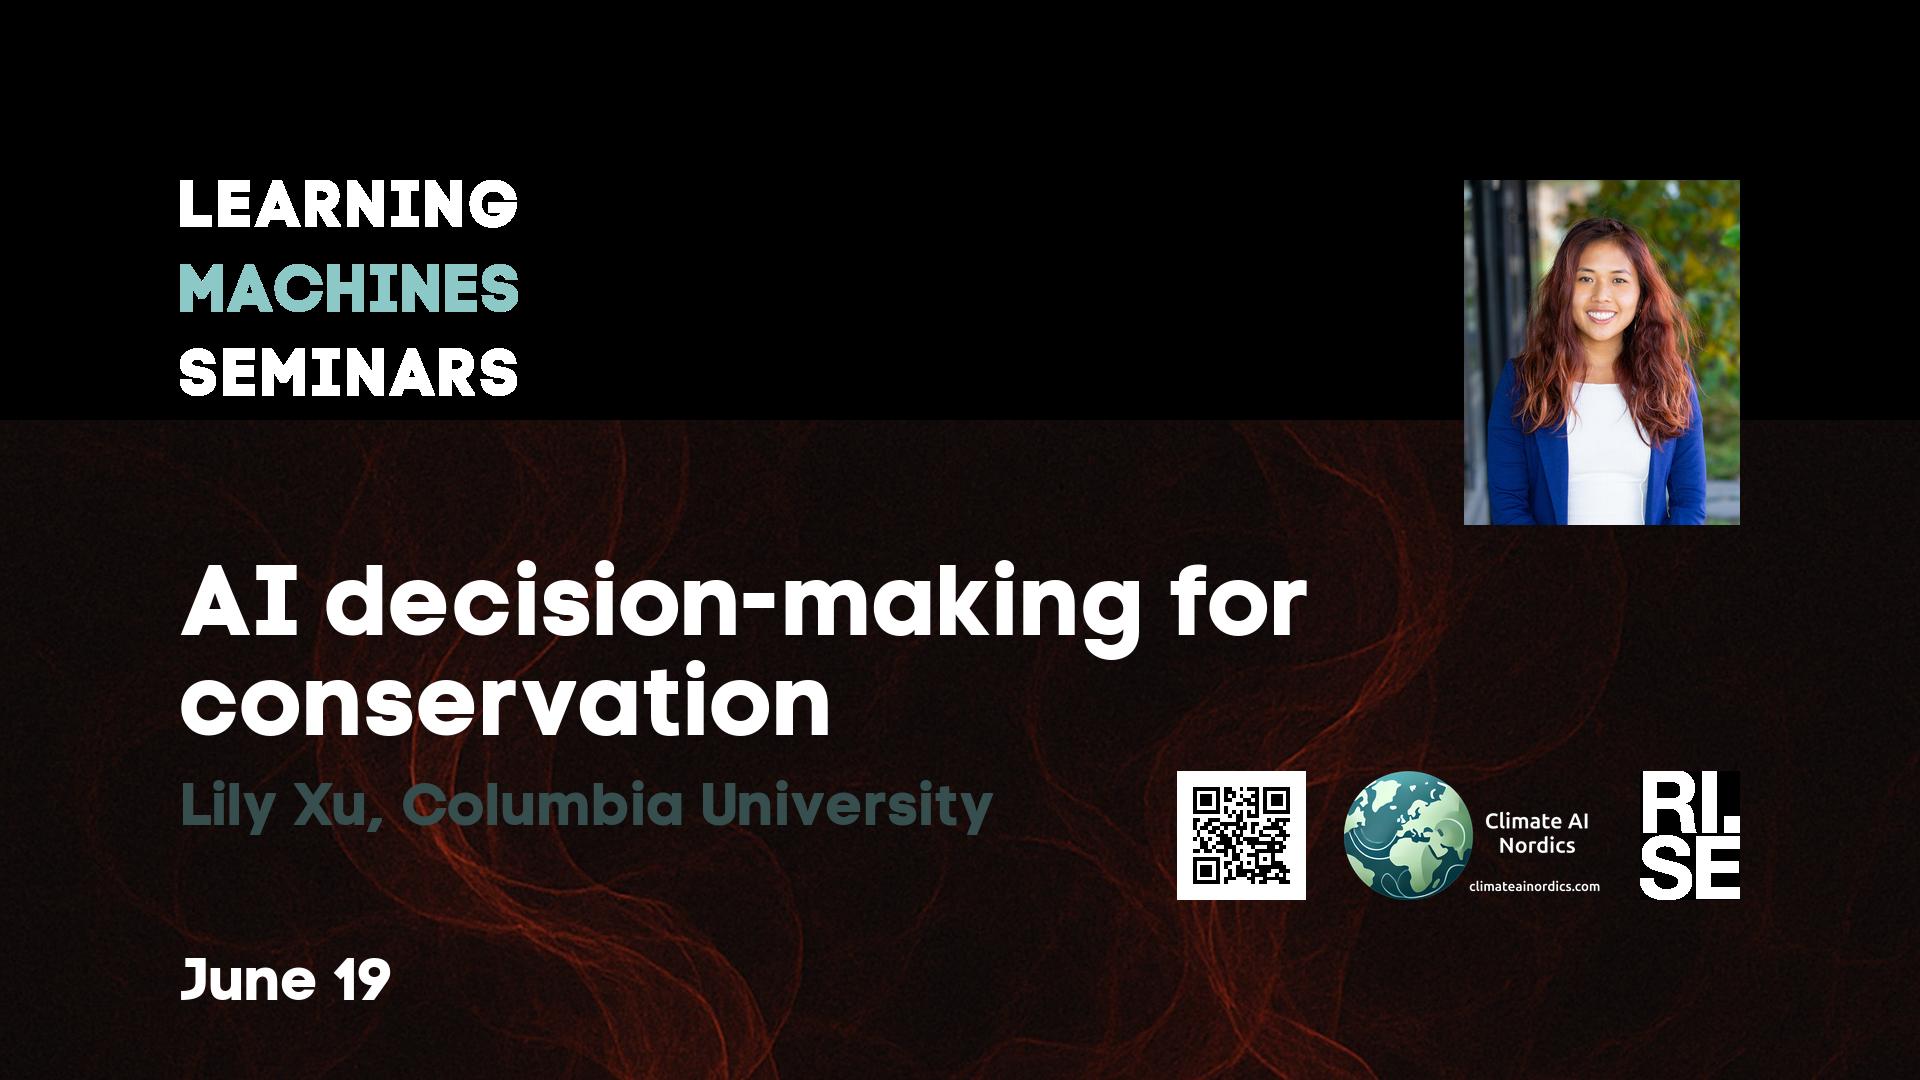 LEARNING
MACHINES
SEMINARS
AI decision-making for
conservation
Lily Xu, Columbia University
Climate AI
Nordics
climateainordics.com
RI.
SE
June 19